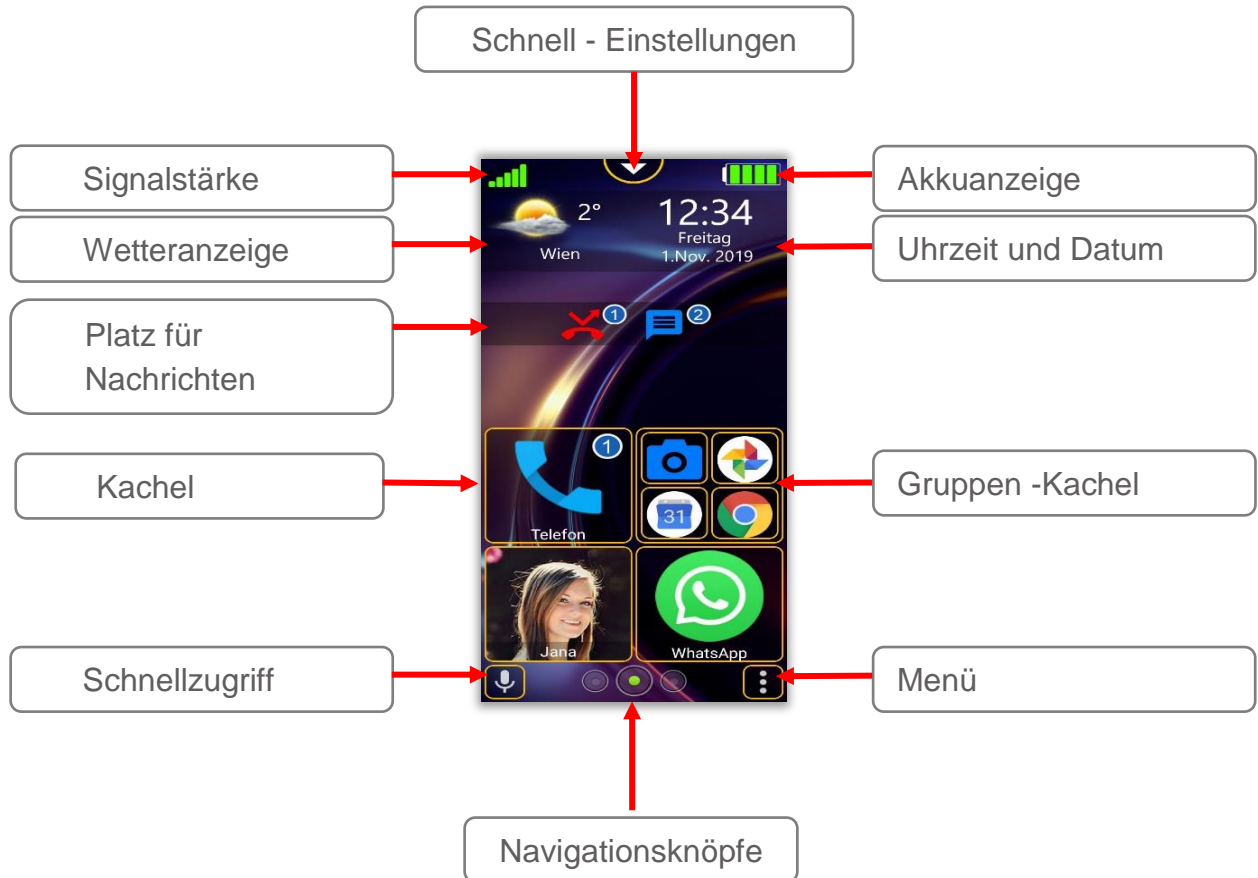 Schnell - Einstellungen
Signalstärke
Akkuanzeige
Wetteranzeige
Uhrzeit und Datum
2°
12:34
Wien
Freitag
1.Nov. 2019
Platz für
Nachrichten
1
2
Kachel
Gruppen -Kachel
1
31
Telefon
Jana
WhatsApp
Schnellzugriff
Menü
Navigationsknöpfe